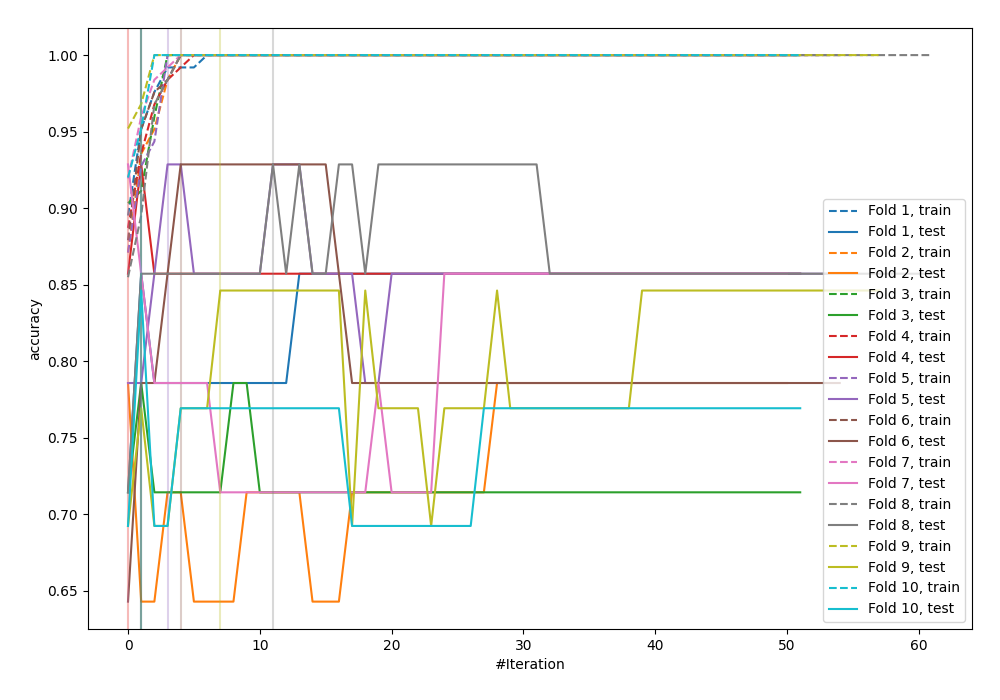 1.00
0.95
0.90
0.85
0.80
0.75
0.70
0.65
accuracy
0
10
20
30
40
50
60
#Iteration
Fold 1, train
Fold 1, test
Fold 2, train
Fold 2, test
Fold 3, train
Fold 3, test
Fold 4, train
Fold 4, test
Fold 5, train
Fold 5, test
Fold 6, train
Fold 6, test
Fold 7, train
Fold 7, test
Fold 8, train
Fold 8, test
Fold 9, train
Fold 9, test
Fold 10, train
Fold 10, test